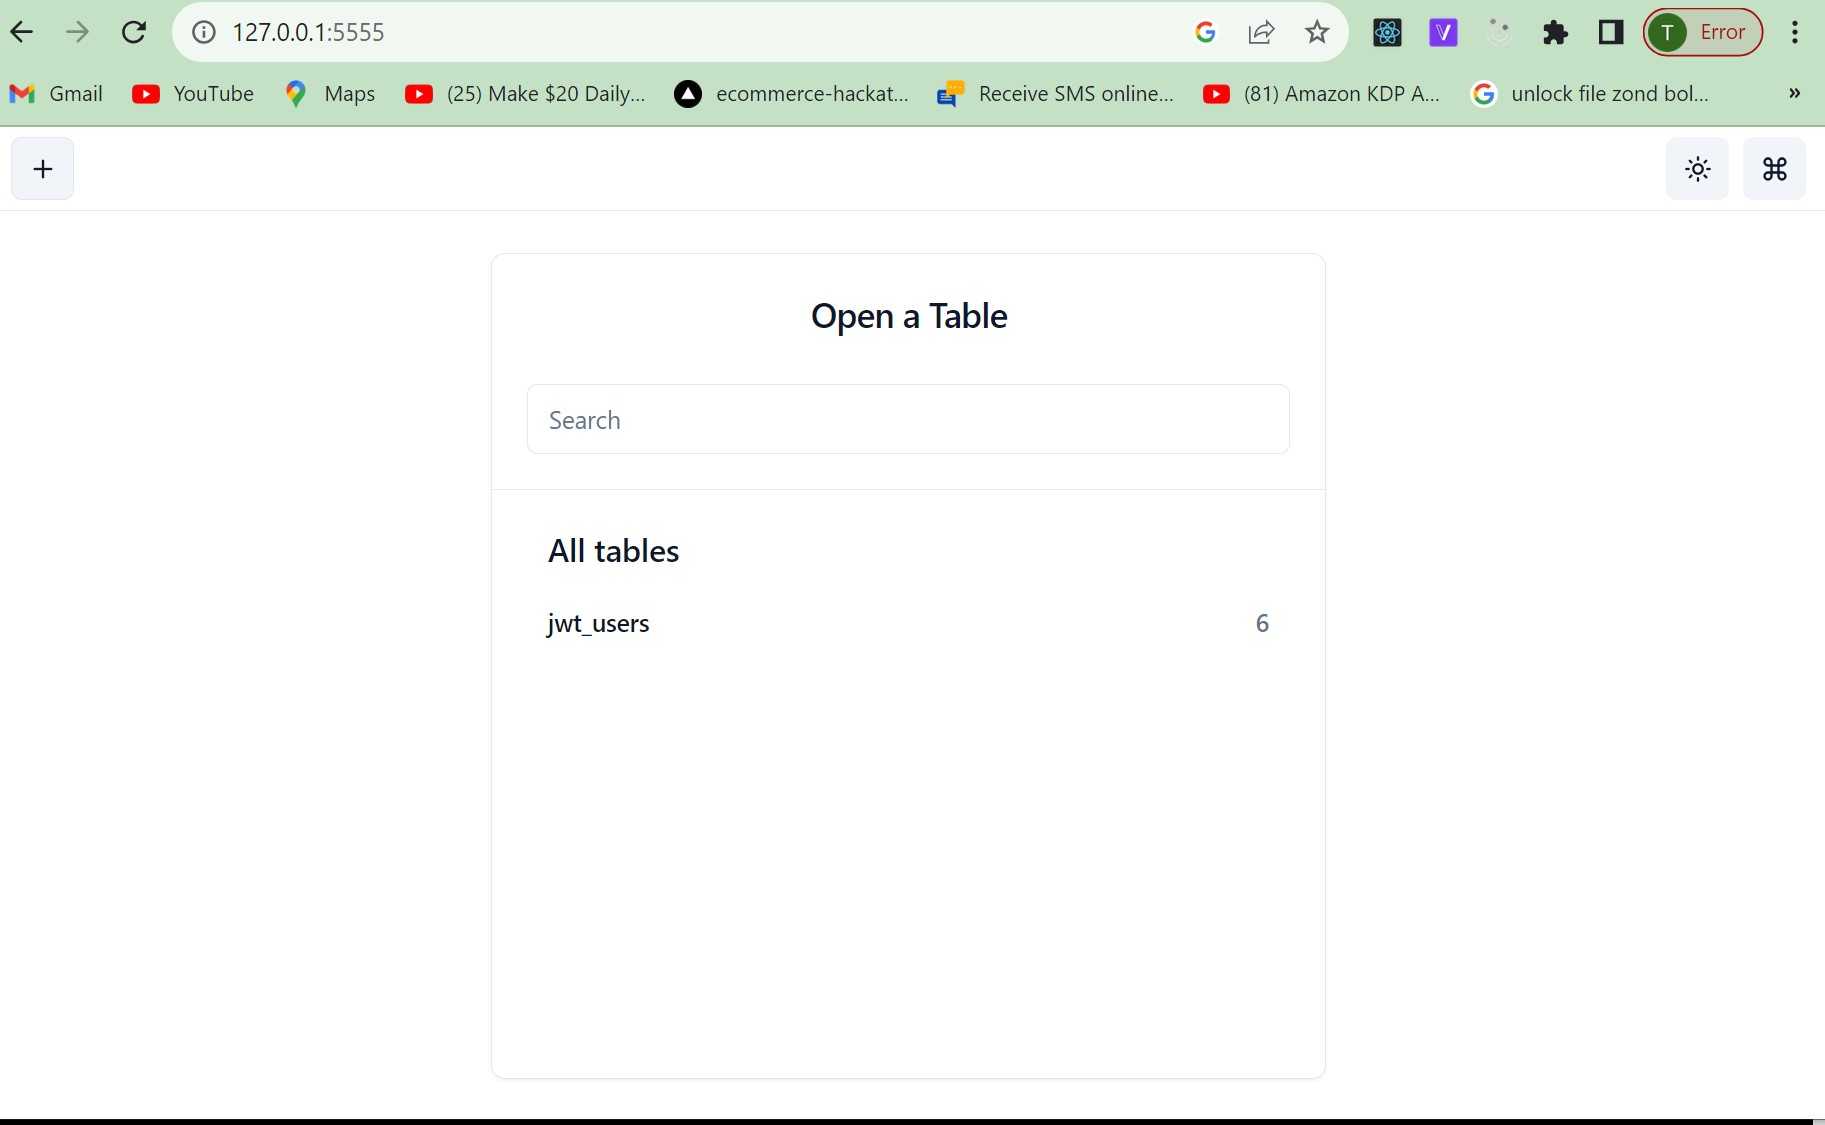 127.0.0.1:5555
T Error
Gmail YouTube Maps (25) Make $20 Daily... ecommerce-hackat... Receive SMS online... (81) Amazon KDP A... unlock file zond bol... »
Open a Table
Search
All tables
jwt_users 6